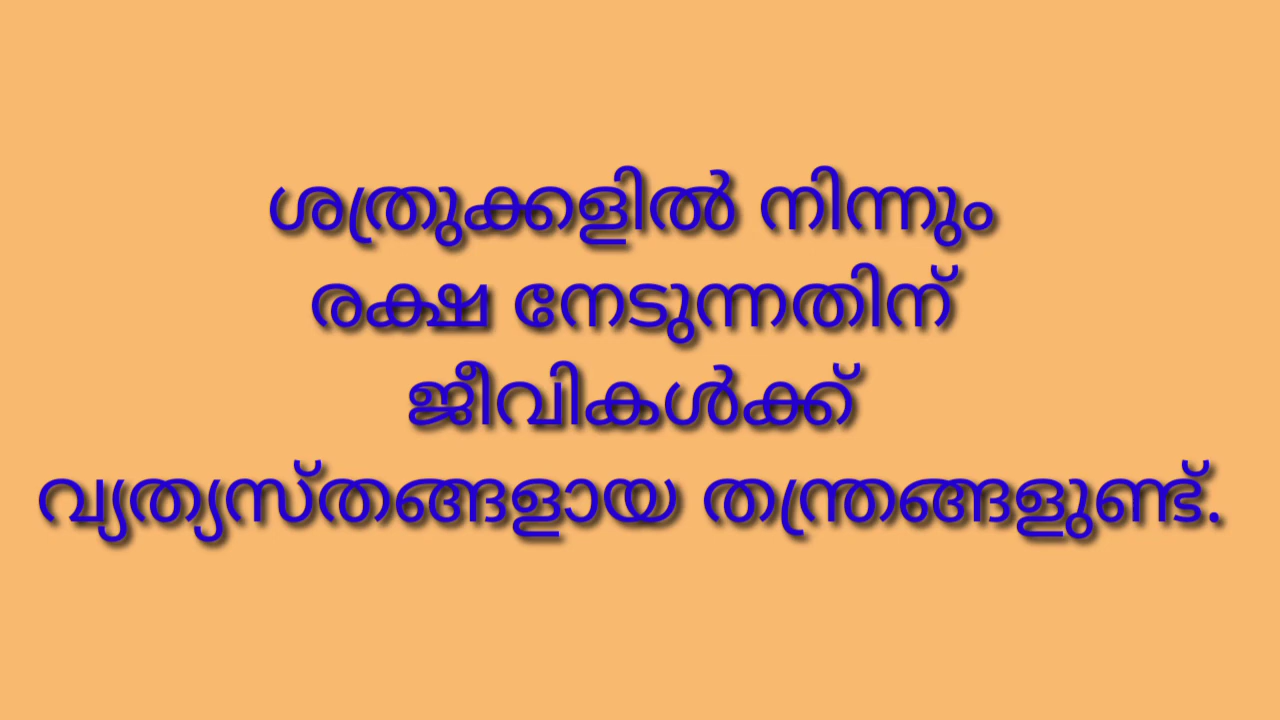 ശത്രുക്കളിൽ നിന്നും
രക്ഷ നേടുന്നതിന്
ജീവികൾക്ക്
വ്യത്യസ്തങ്ങളായ തന്ത്രങ്ങളുണ്ട്.